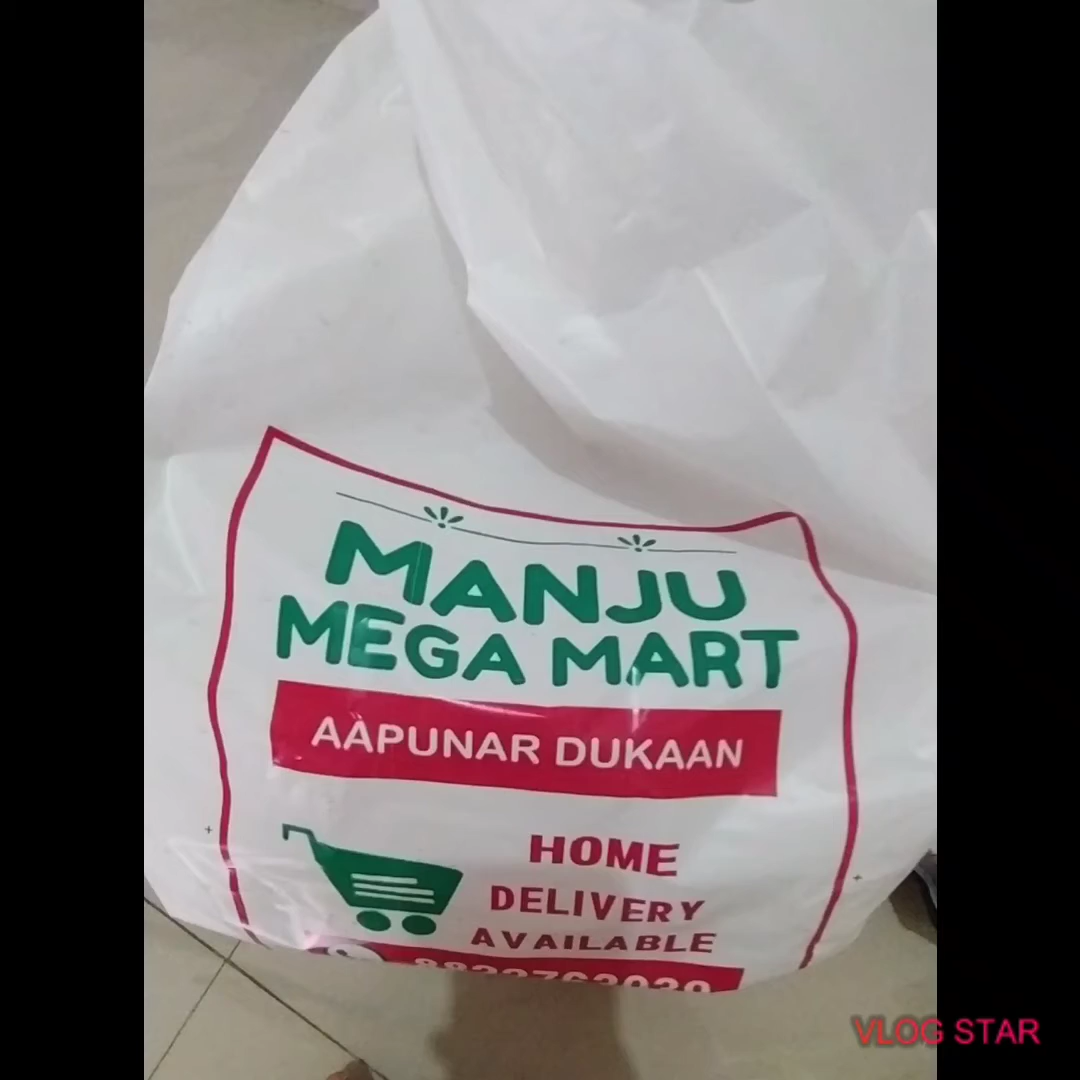 MANJU
MEGA MART
AAPUNAR DUKAAN
HOME
DELIVERY
AVAILABLE
VLOG STAR